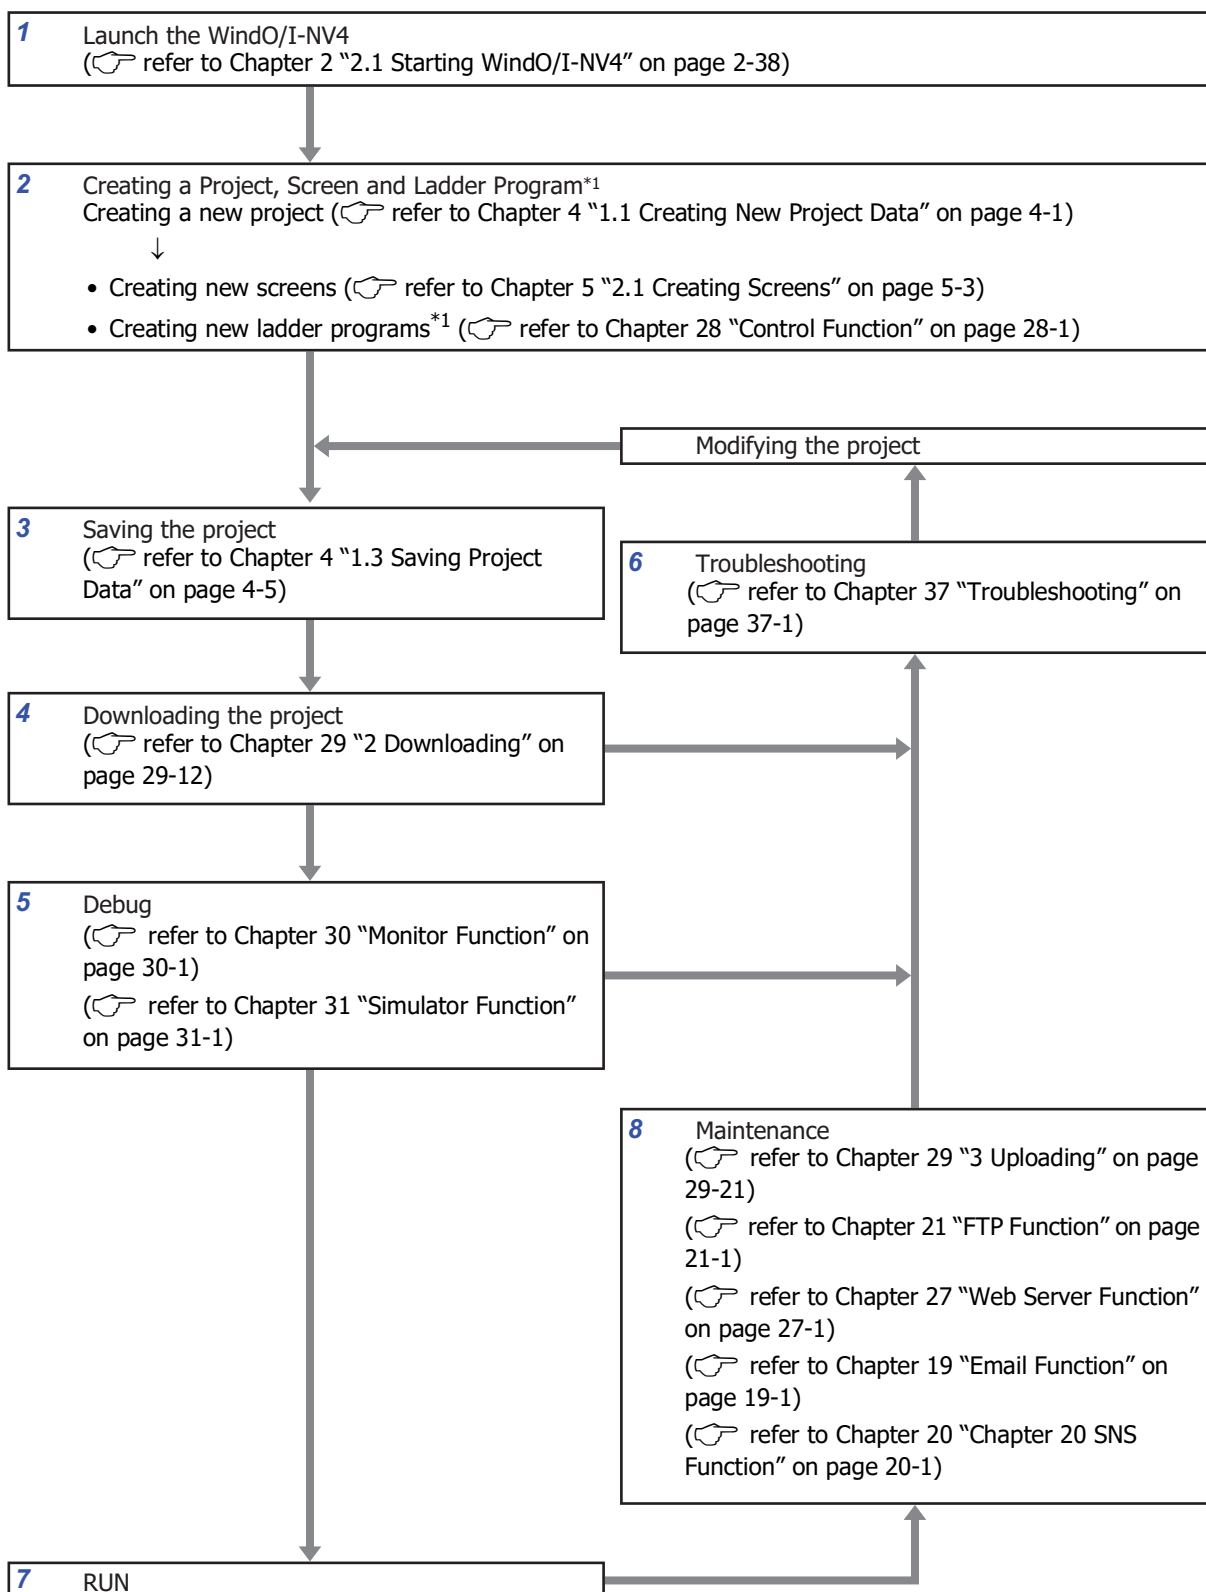 1 Launch the WindO/I-NV4
(☞ refer to Chapter 2 “2.1 Starting WindO/I-NV4” on page 2-38)
2 Creating a Project, Screen and Ladder Program*1
Creating a new project (☞ refer to Chapter 4 “1.1 Creating New Project Data” on page 4-1)
↓
• Creating new screens (☞ refer to Chapter 5 “2.1 Creating Screens” on page 5-3)
• Creating new ladder programs*1 (☞ refer to Chapter 28 “Control Function” on page 28-1)
Modifying the project
3 Saving the project
(☞ refer to Chapter 4 “1.3 Saving Project
Data” on page 4-5)
6 Troubleshooting
(☞ refer to Chapter 37 “Troubleshooting” on
page 37-1)
4 Downloading the project
(☞ refer to Chapter 29 “2 Downloading” on
page 29-12)
5 Debug
(☞ refer to Chapter 30 “Monitor Function” on
page 30-1)
(☞ refer to Chapter 31 “Simulator Function”
on page 31-1)
8 Maintenance
(☞ refer to Chapter 29 “3 Uploading” on page
29-21)
(☞ refer to Chapter 21 “FTP Function” on page
21-1)
(☞ refer to Chapter 27 “Web Server Function”
on page 27-1)
(☞ refer to Chapter 19 “Email Function” on
page 19-1)
(☞ refer to Chapter 20 “Chapter 20 SNS
Function” on page 20-1)
7 RUN